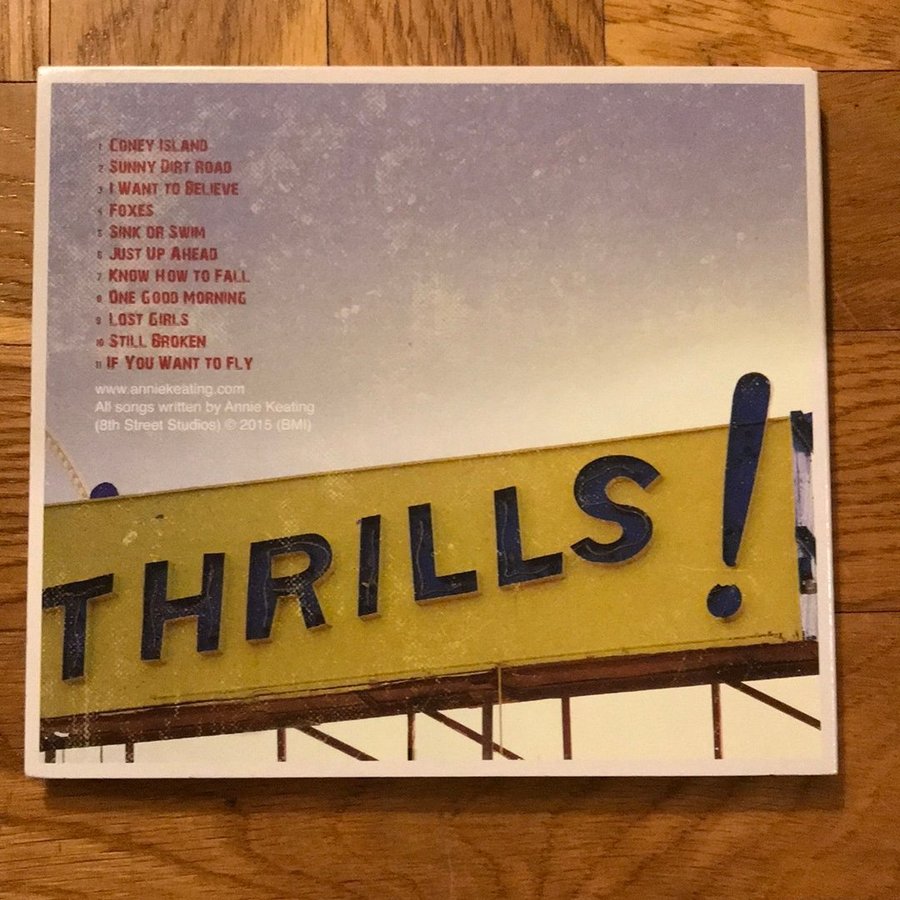 1 Coney Island
2 Sunny Dirt Road
3 I Want to Believe
4 Foxes
5 Sink or Swim
6 Just Up Ahead
7 Know How to Fall
8 One Good Morning
9 Lost Girls
10 Still Broken
11 If You Want to Fly
www.anniekeating.com
All songs written by Annie Keating
(8th Street Studios) © 2015 (BMI)
THRILLS!